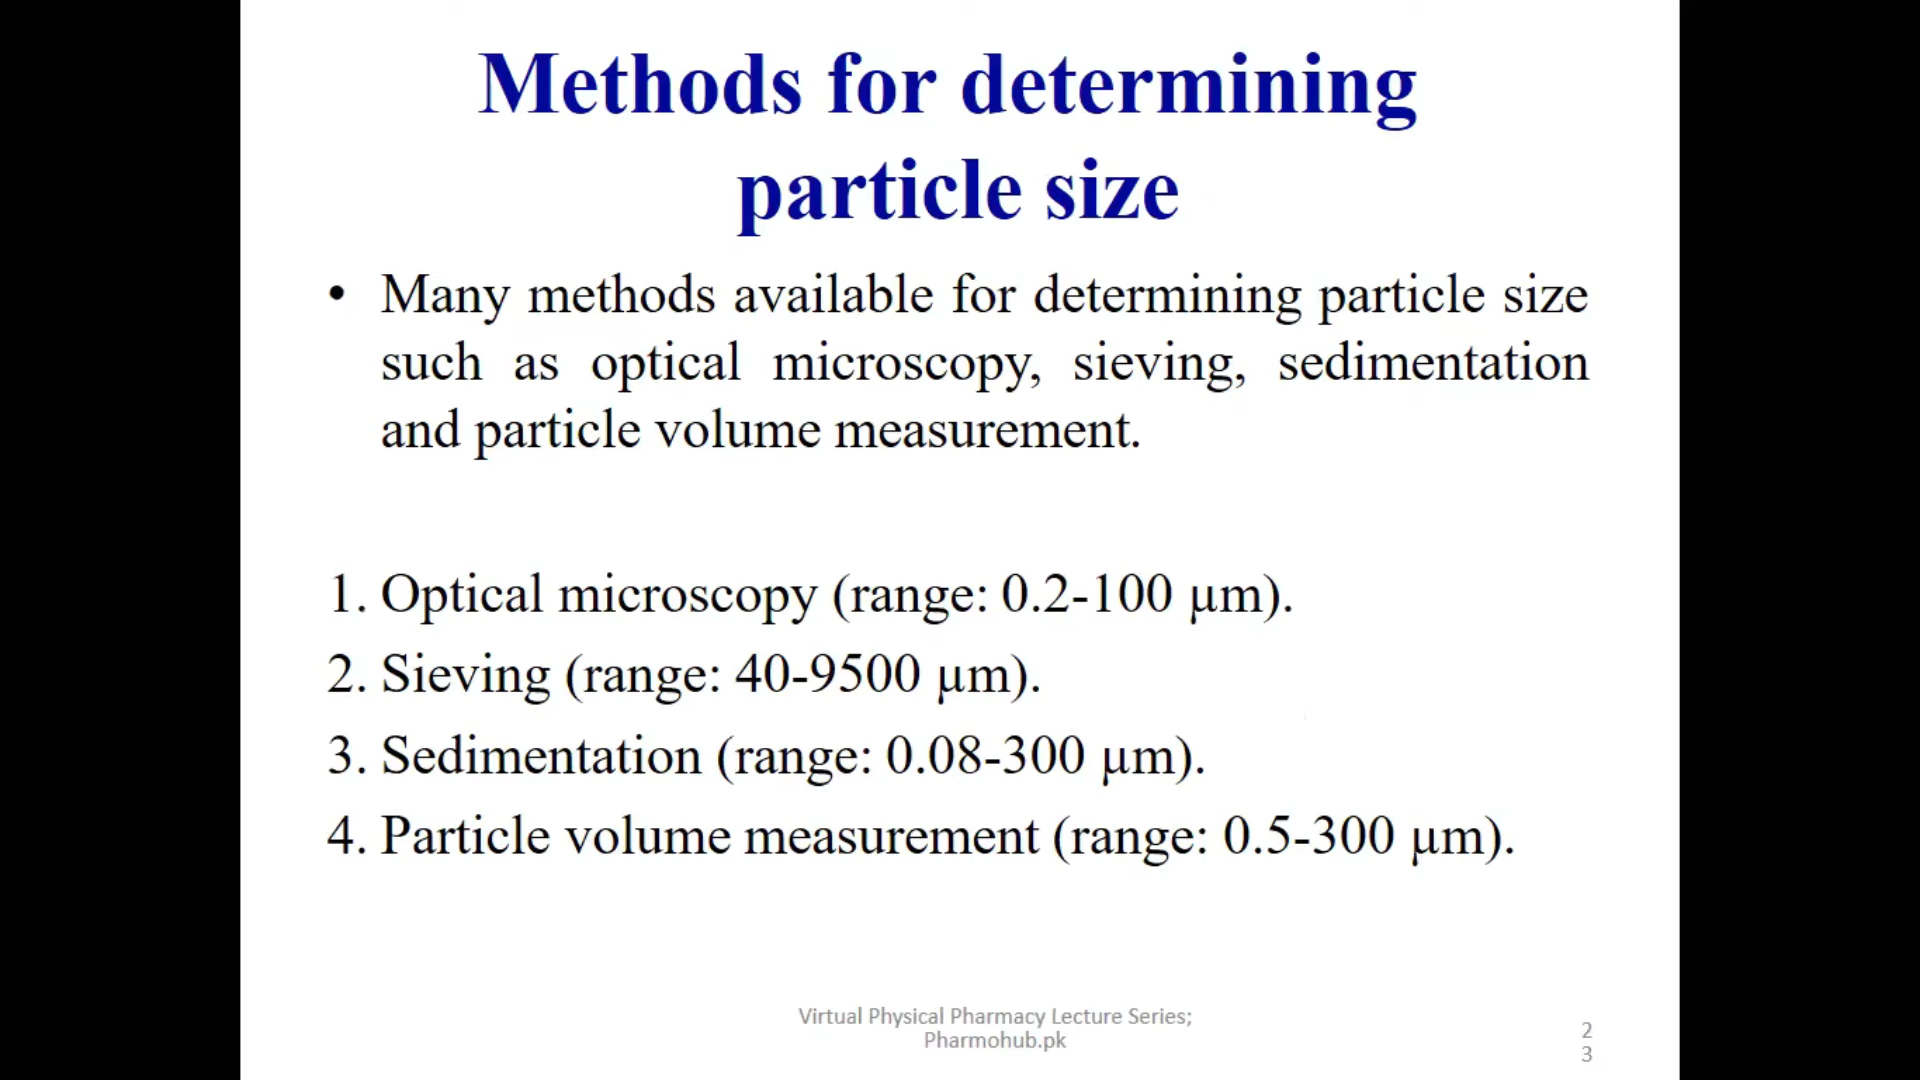 Methods for determining
particle size
• Many methods available for determining particle size
such as optical microscopy, sieving, sedimentation
and particle volume measurement.
1. Optical microscopy (range: 0.2-100 µm).
2. Sieving (range: 40-9500 µm).
3. Sedimentation (range: 0.08-300 µm).
4. Particle volume measurement (range: 0.5-300 µm).
Virtual Physical Pharmacy Lecture Series;
Pharmohub.pk
2
3